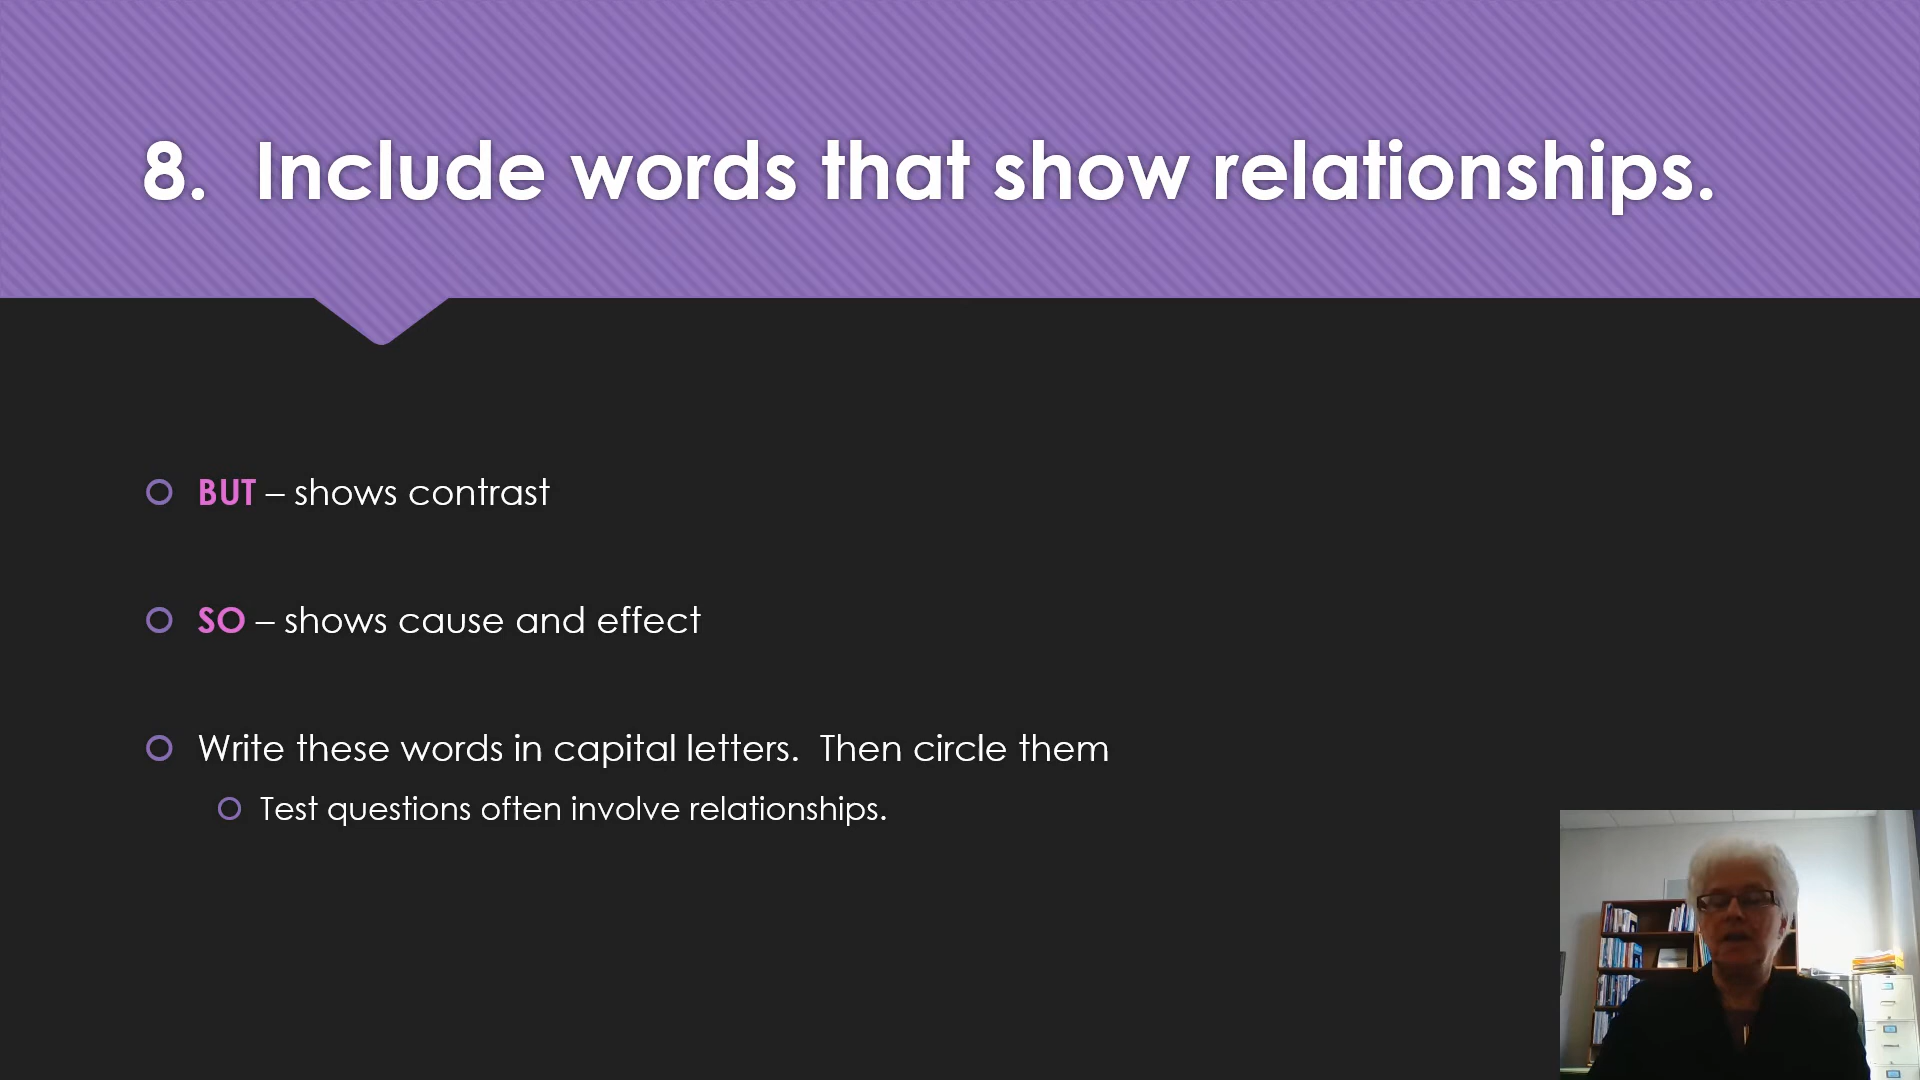 8.  Include words that show relationships.
BUT – shows contrast
SO – shows cause and effect
Write these words in capital letters.  Then circle them
Test questions often involve relationships.